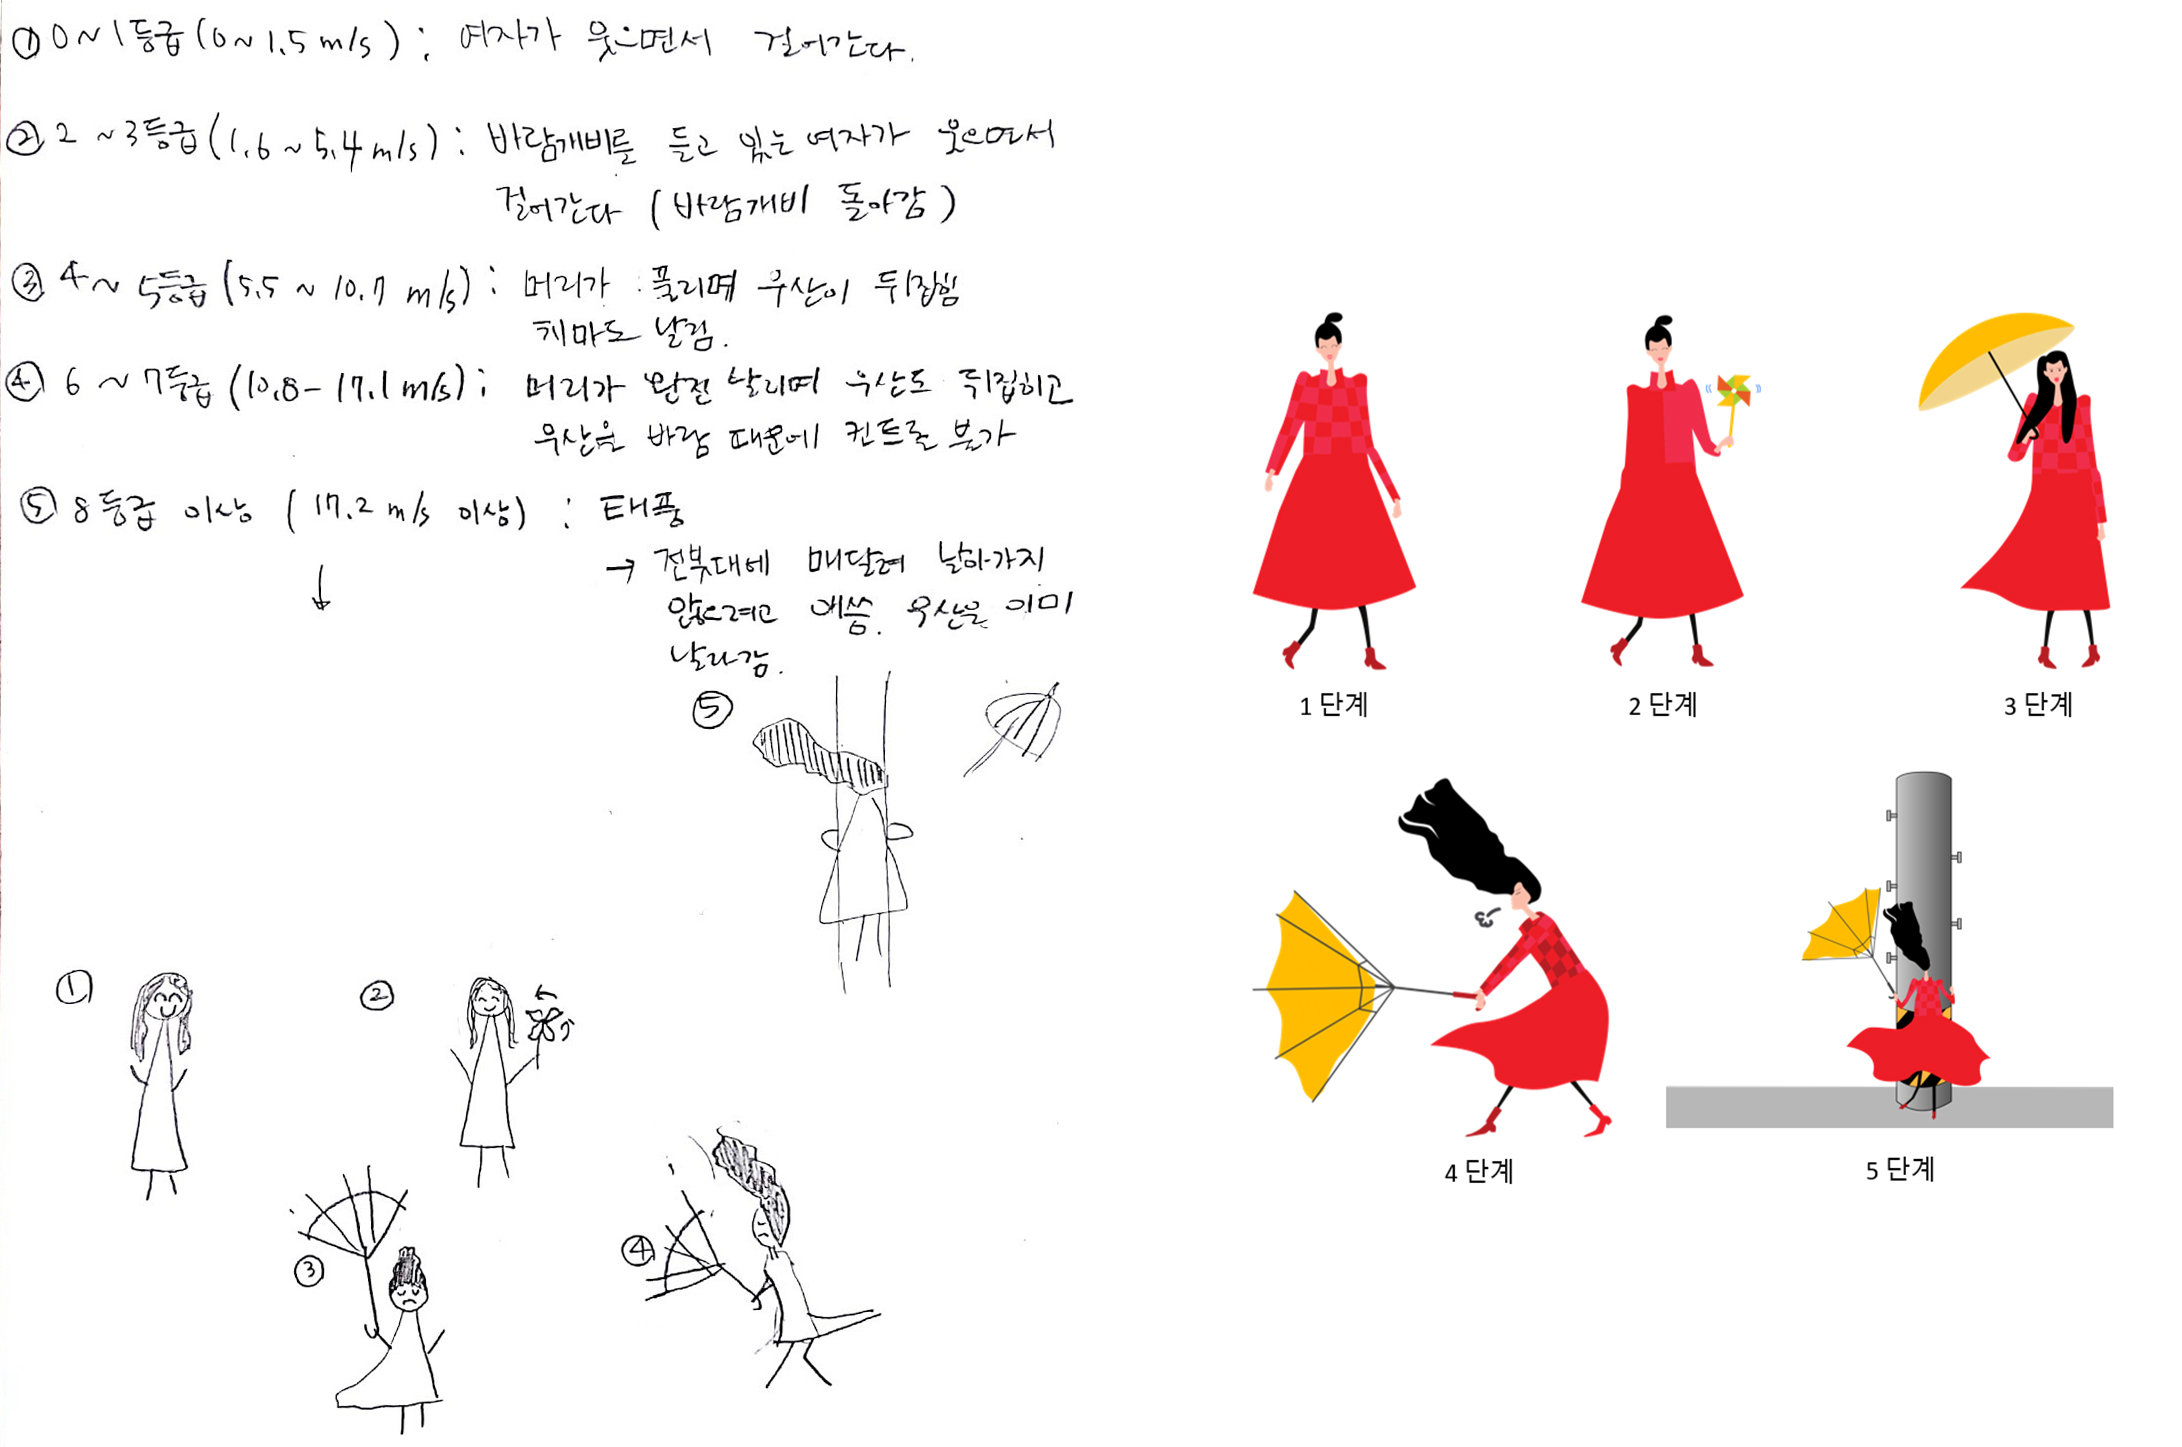 ① 0~1등급 (0~1.5 m/s) : 여자가 웃으면서 걸어간다.
② 2~3등급 (1.6~5.4 m/s) : 바람개비를 들고 있는 여자가 웃으면서
걸어간다 (바람개비 돌아감)
③ 4~5등급 (5.5~10.7 m/s) : 머리가 풀리며 우산이 뒤집힘
치마도 날림.
④ 6~7등급 (10.8-17.1 m/s) : 머리가 완전 날리며 우산도 뒤집히고
우산을 바람 때문에 컨트롤 불가
⑤ 8등급 이상 (17.2 m/s 이상) : 태풍
→ 전봇대에 매달려 날아가지
않으려고 애씀. 우산은 이미
날라감.
⑤
①
②
③
④
1 단계
2 단계
3 단계
4 단계
5 단계